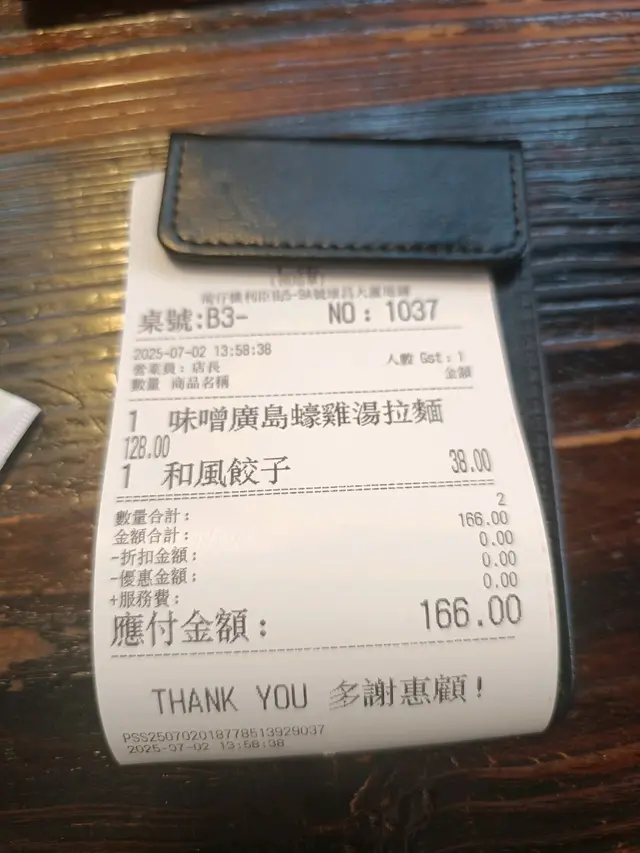 桌號:B3- NO: 1037
2025-07-02 13:58:38
營業員: 店長 人數 Gst: 1
數量 商品名稱 金額
1 味噌廣島蠔雞湯拉麵
128.00
1 和風餃子 38.00
數量合計: 2
金額合計: 166.00
-折扣金額: 0.00
-優惠金額: 0.00
+服務費: 0.00
應付金額: 166.00
THANK YOU 多謝惠顧!
PSS250702018778513929037
2025-07-02 13:58:38